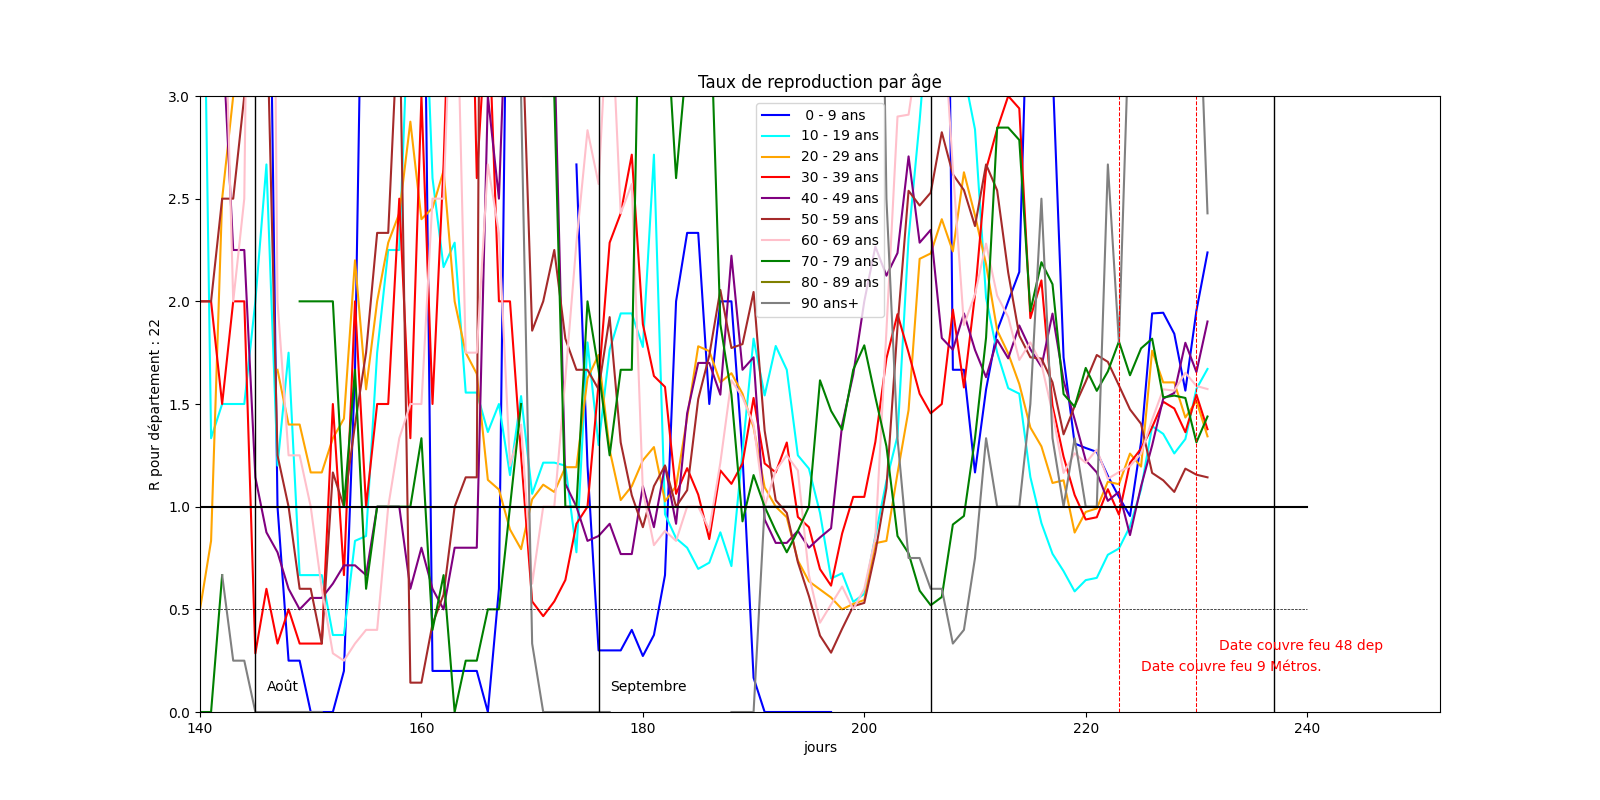 Taux de reproduction par âge
3.0
2.5
2.0
1.5
1.0
0.5
0.0
R pour département : 22
0 - 9 ans
10 - 19 ans
20 - 29 ans
30 - 39 ans
40 - 49 ans
50 - 59 ans
60 - 69 ans
70 - 79 ans
80 - 89 ans
90 ans+
Date couvre feu 48 dep
Date couvre feu 9 Métros.
Août
Septembre
140
160
180
200
220
240
jours